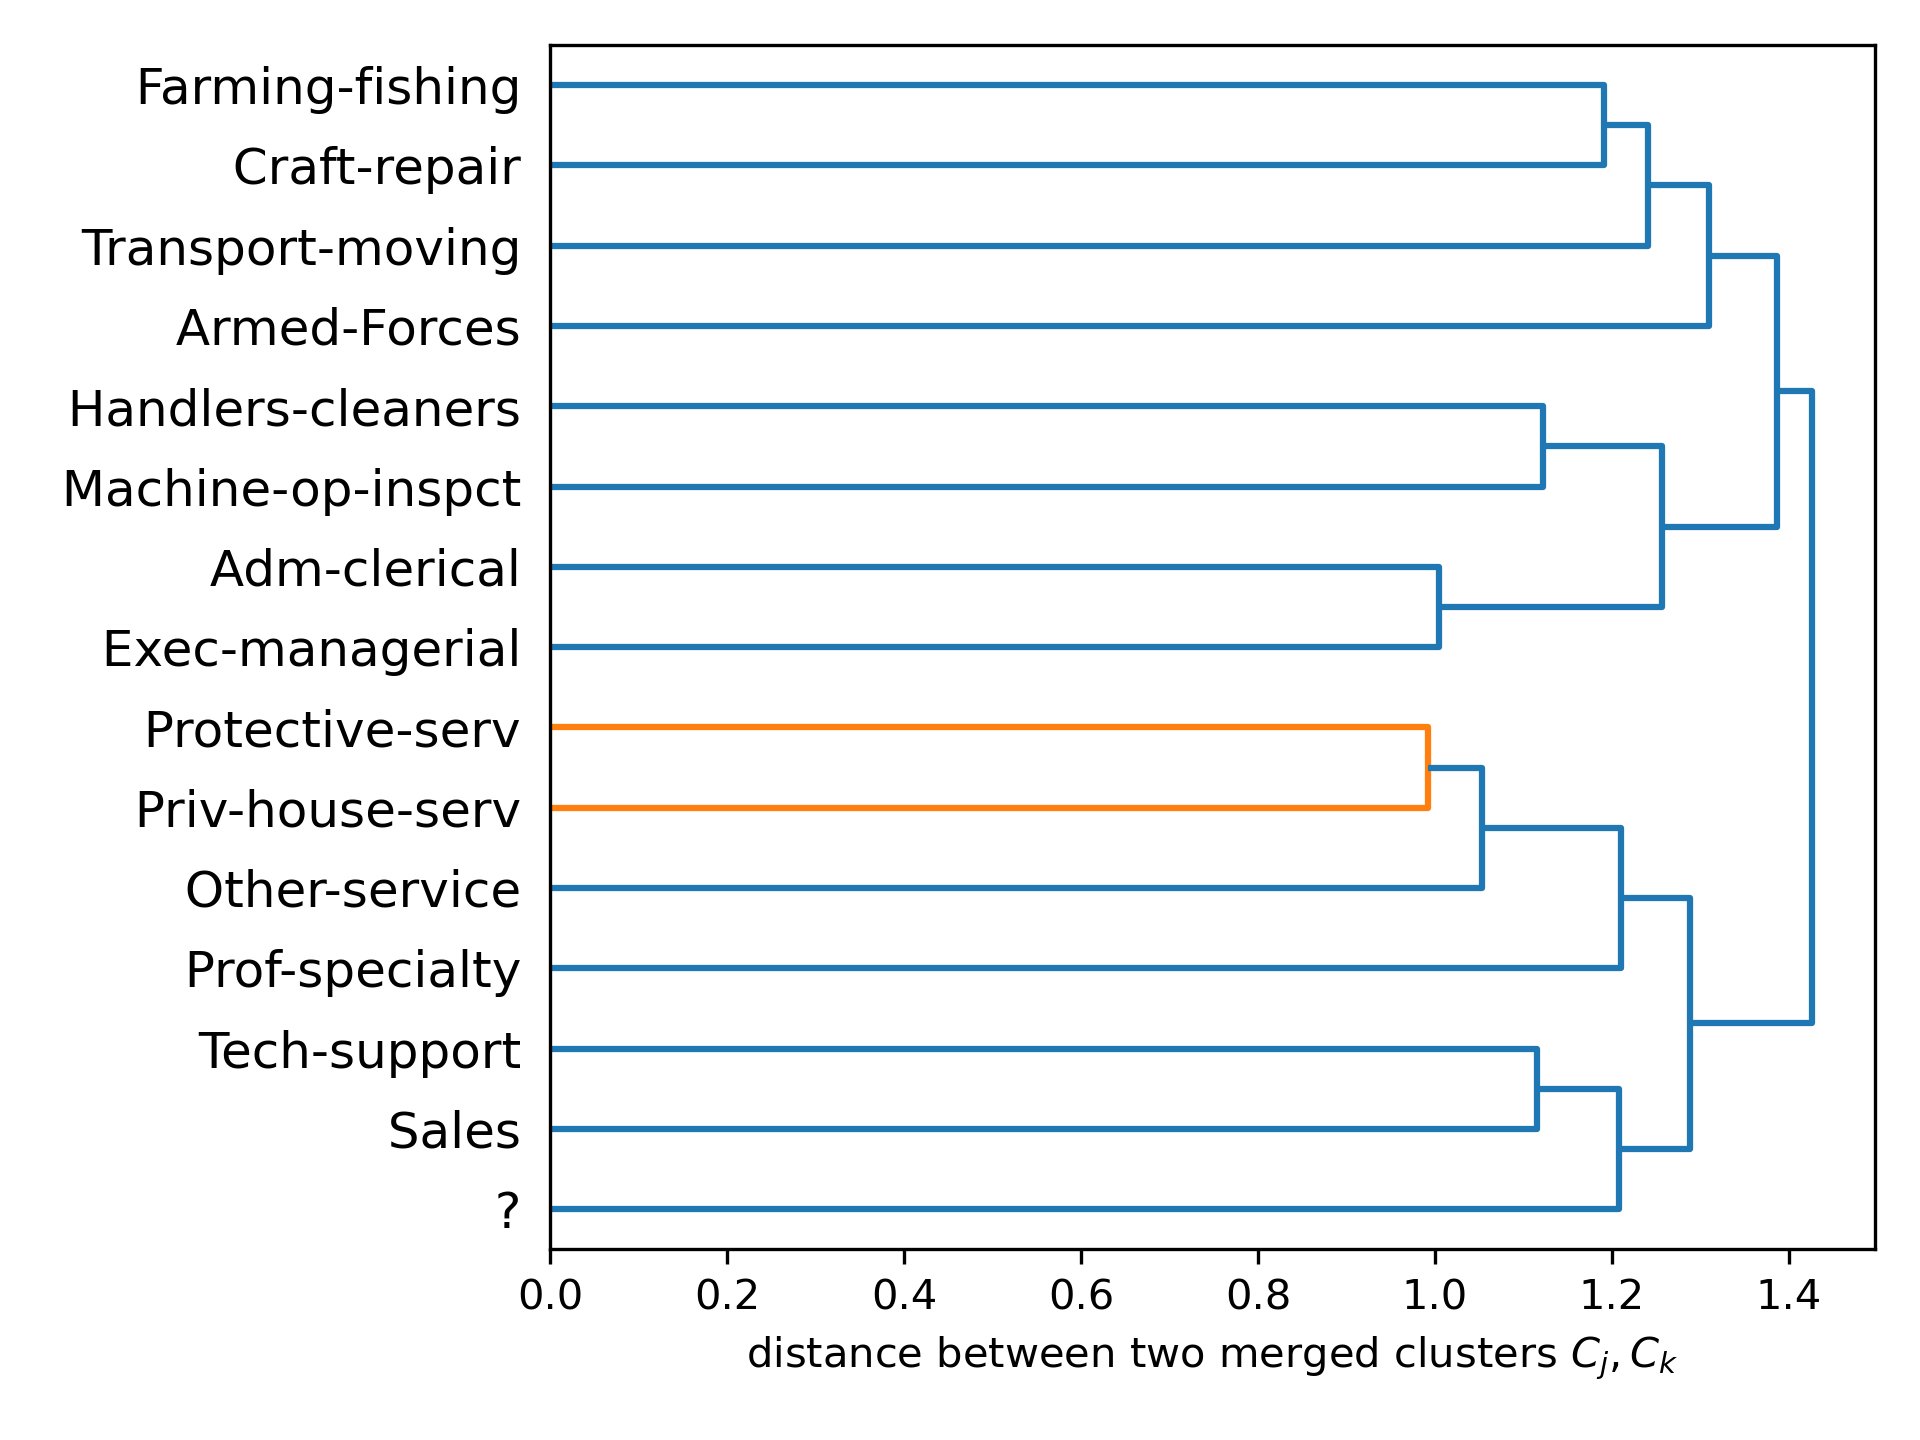 Farming-fishing
Craft-repair
Transport-moving
Armed-Forces
Handlers-cleaners
Machine-op-inspct
Adm-clerical
Exec-managerial
Protective-serv
Priv-house-serv
Other-service
Prof-specialty
Tech-support
Sales
?
0.0 0.2 0.4 0.6 0.8 1.0 1.2 1.4
distance between two merged clusters C_j, C_k